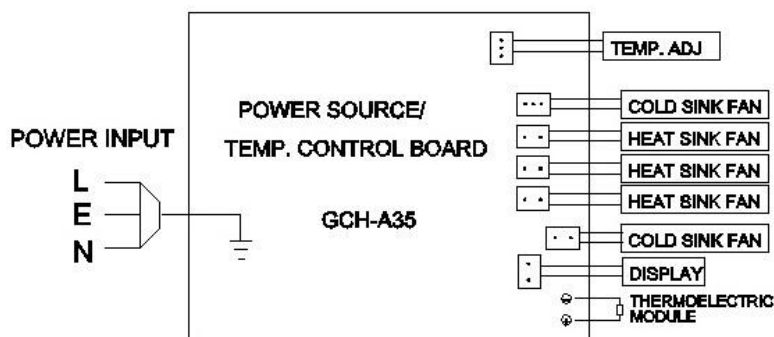 POWER INPUT
L
E
N
POWER SOURCE/
TEMP. CONTROL BOARD
GCH-A35
TEMP. ADJ
COLD SINK FAN
HEAT SINK FAN
HEAT SINK FAN
HEAT SINK FAN
COLD SINK FAN
DISPLAY
THERMOELECTRIC
MODULE